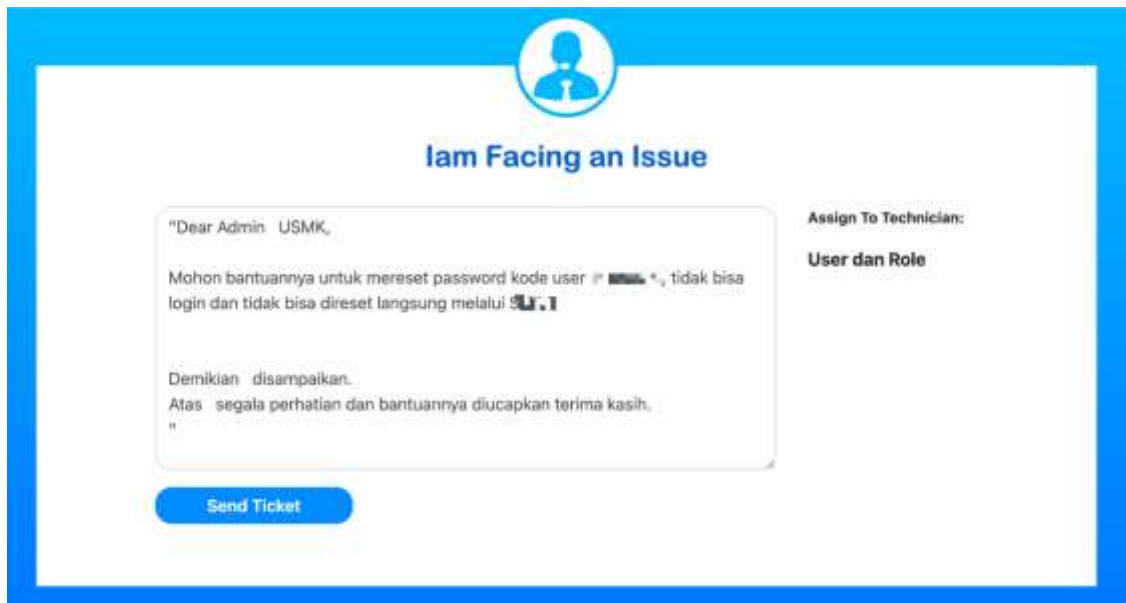 Iam Facing an Issue
"Dear Admin USMK,
Mohon bantuannya untuk mereset password kode user , tidak bisa
login dan tidak bisa direset langsung melalui
Demikian disampaikan.
Atas segala perhatian dan bantuannya diucapkan terima kasih.
"
Send Ticket
Assign To Technician:
User dan Role